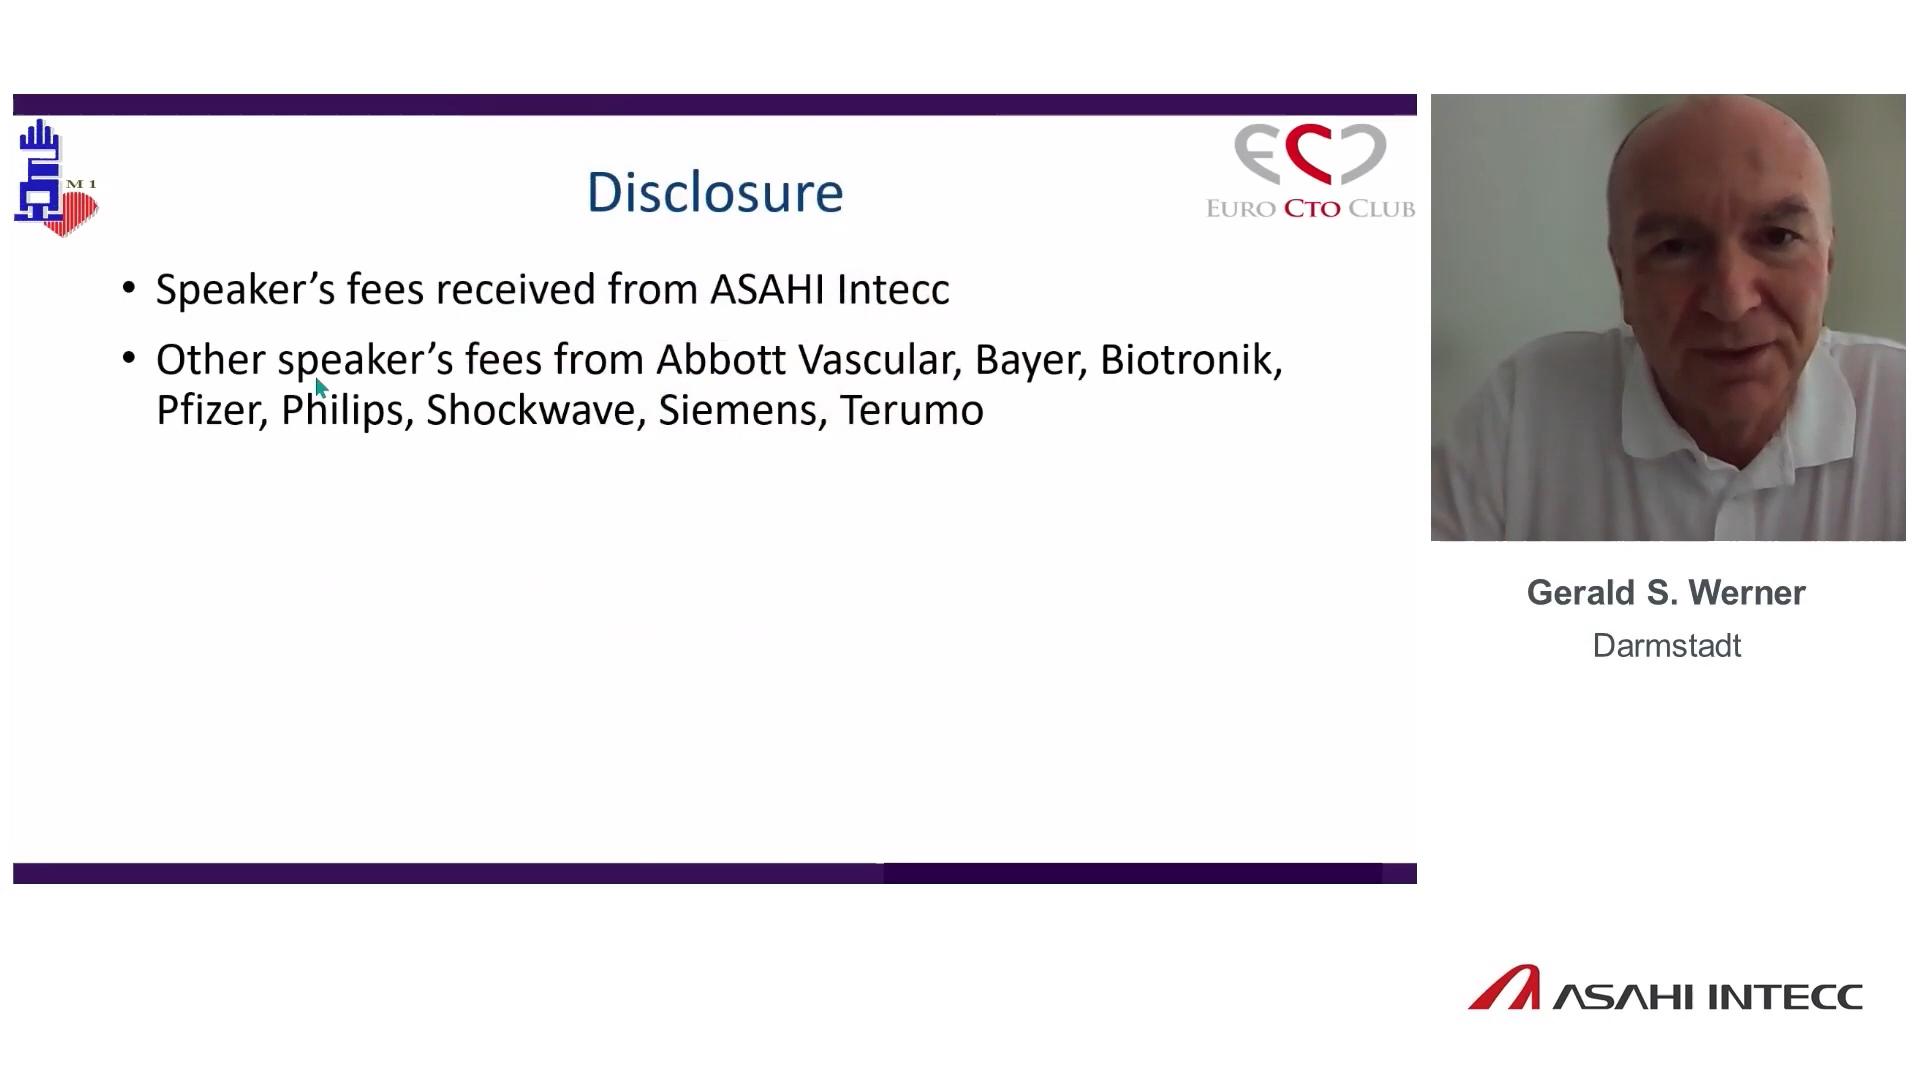 M 1
Disclosure
EURO CTO CLUB
• Speaker’s fees received from ASAHI Intecc
• Other speaker’s fees from Abbott Vascular, Bayer, Biotronik,
Pfizer, Philips, Shockwave, Siemens, Terumo
Gerald S. Werner
Darmstadt
ASAHI INTECC